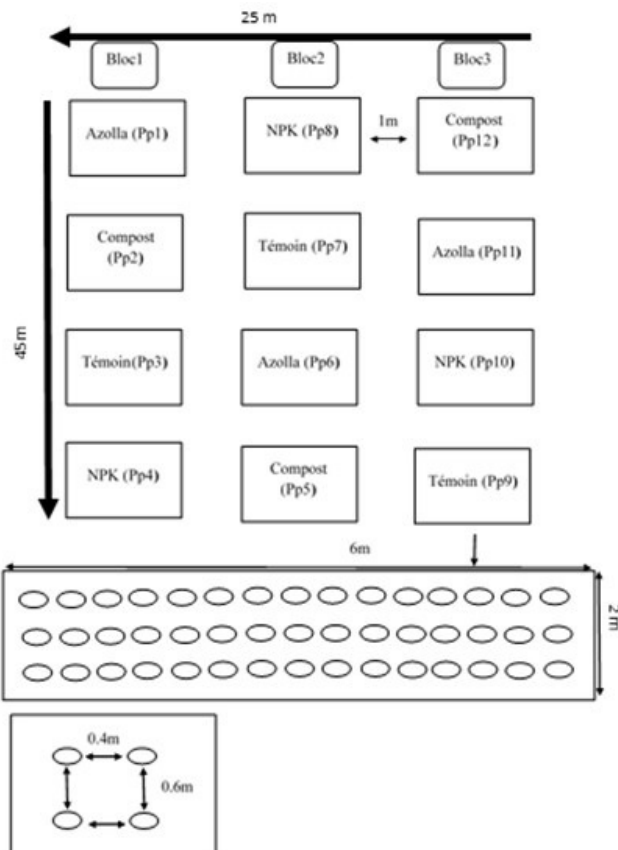 25 m
Bloc1
Bloc2
Bloc3
Azolla (Pp1)
NPK (Pp8)
1m
Compost
(Pp12)
Compost
(Pp2)
Témoin (Pp7)
Azolla (Pp11)
45m
Témoin(Pp3)
Azolla (Pp6)
NPK (Pp10)
NPK (Pp4)
Compost
(Pp5)
Témoin (Pp9)
6m
2 m
0.4m
0.6m